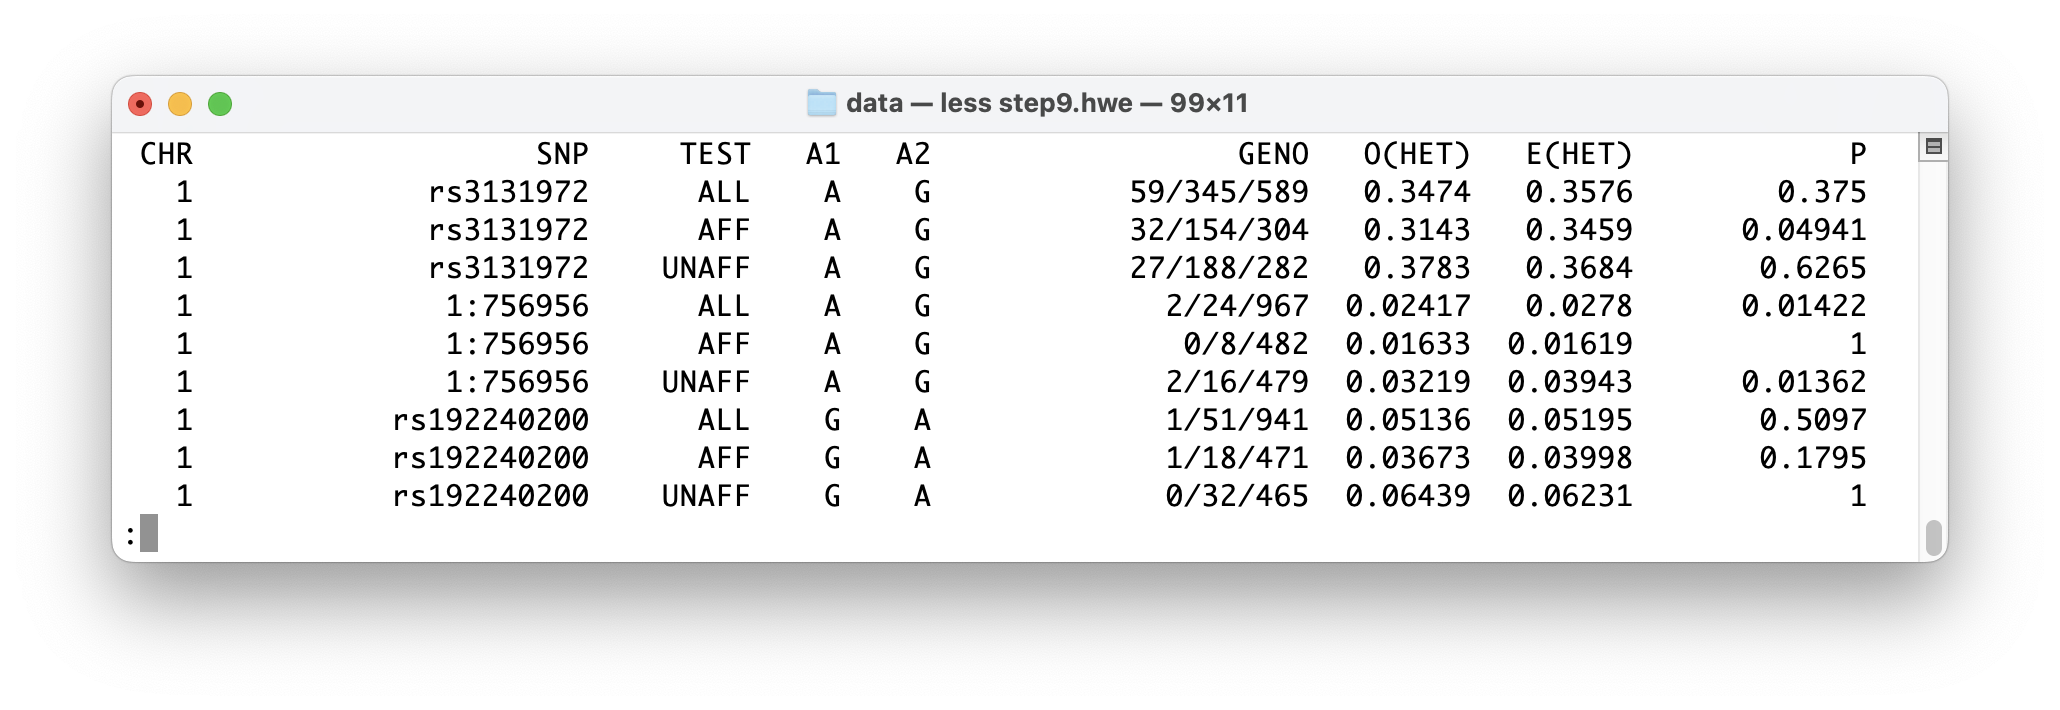 data — less step9.hwe — 99×11
CHR SNP TEST A1 A2 GENO O(HET) E(HET) P
1 rs3131972 ALL A G 59/345/589 0.3474 0.3576 0.375
1 rs3131972 AFF A G 32/154/304 0.3143 0.3459 0.04941
1 rs3131972 UNAFF A G 27/188/282 0.3783 0.3684 0.6265
1 1:756956 ALL A G 2/24/967 0.02417 0.0278 0.01422
1 1:756956 AFF A G 0/8/482 0.01633 0.01619 1
1 1:756956 UNAFF A G 2/16/479 0.03219 0.03943 0.01362
1 rs192240200 ALL G A 1/51/941 0.05136 0.05195 0.5097
1 rs192240200 AFF G A 1/18/471 0.03673 0.03998 0.1795
1 rs192240200 UNAFF G A 0/32/465 0.06439 0.06231 1
: